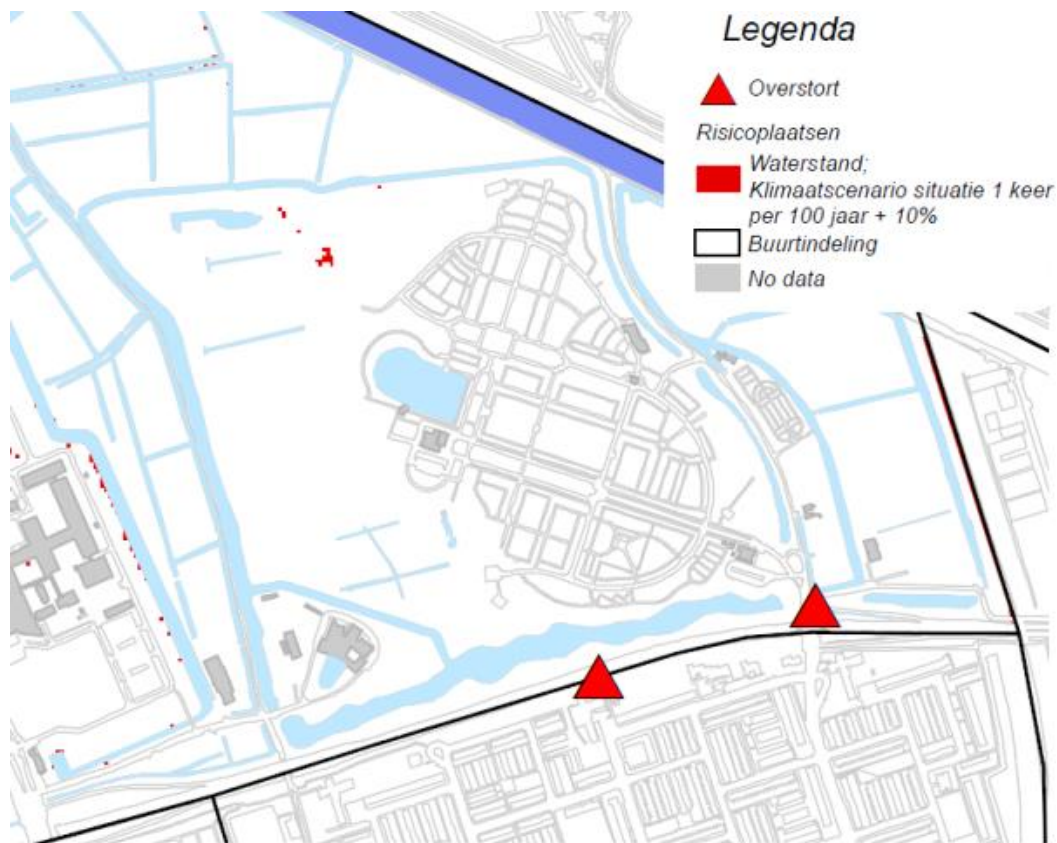 Legenda
Overstort
Risicoplaatsen
Waterstand;
Klimaatscenario situatie 1 keer
per 100 jaar + 10%
Buurtindeling
No data